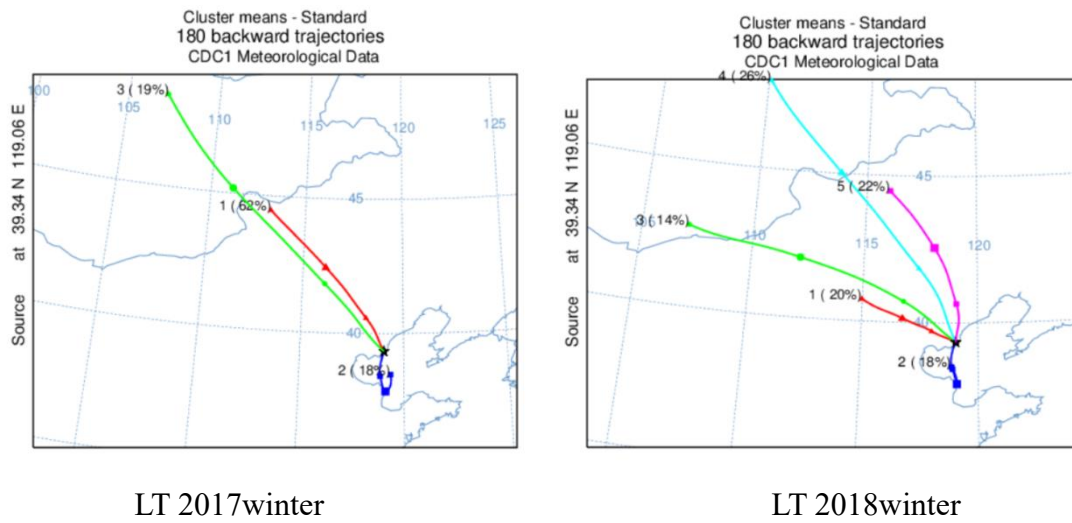 Cluster means - Standard
180 backward trajectories
CDC1 Meteorological Data
Source at 39.34 N 119.06 E
100
105
110
115
120
125
45
40
3 ( 19%)
1 ( 62%)
2 ( 18%)
LT 2017winter
Cluster means - Standard
180 backward trajectories
CDC1 Meteorological Data
Source at 39.34 N 119.06 E
4 ( 26%)
5 ( 22%)
45
3 ( 14%)
110
115
120
1 ( 20%)
40
2 ( 18%)
LT 2018winter